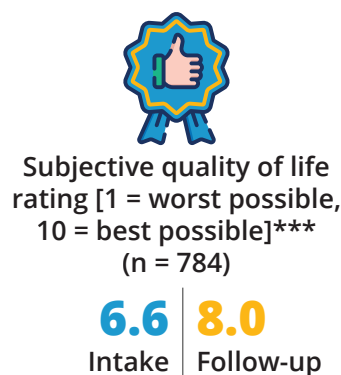 Subjective quality of life
rating [1 = worst possible,
10 = best possible]***
(n = 784)
6.6 8.0
Intake Follow-up